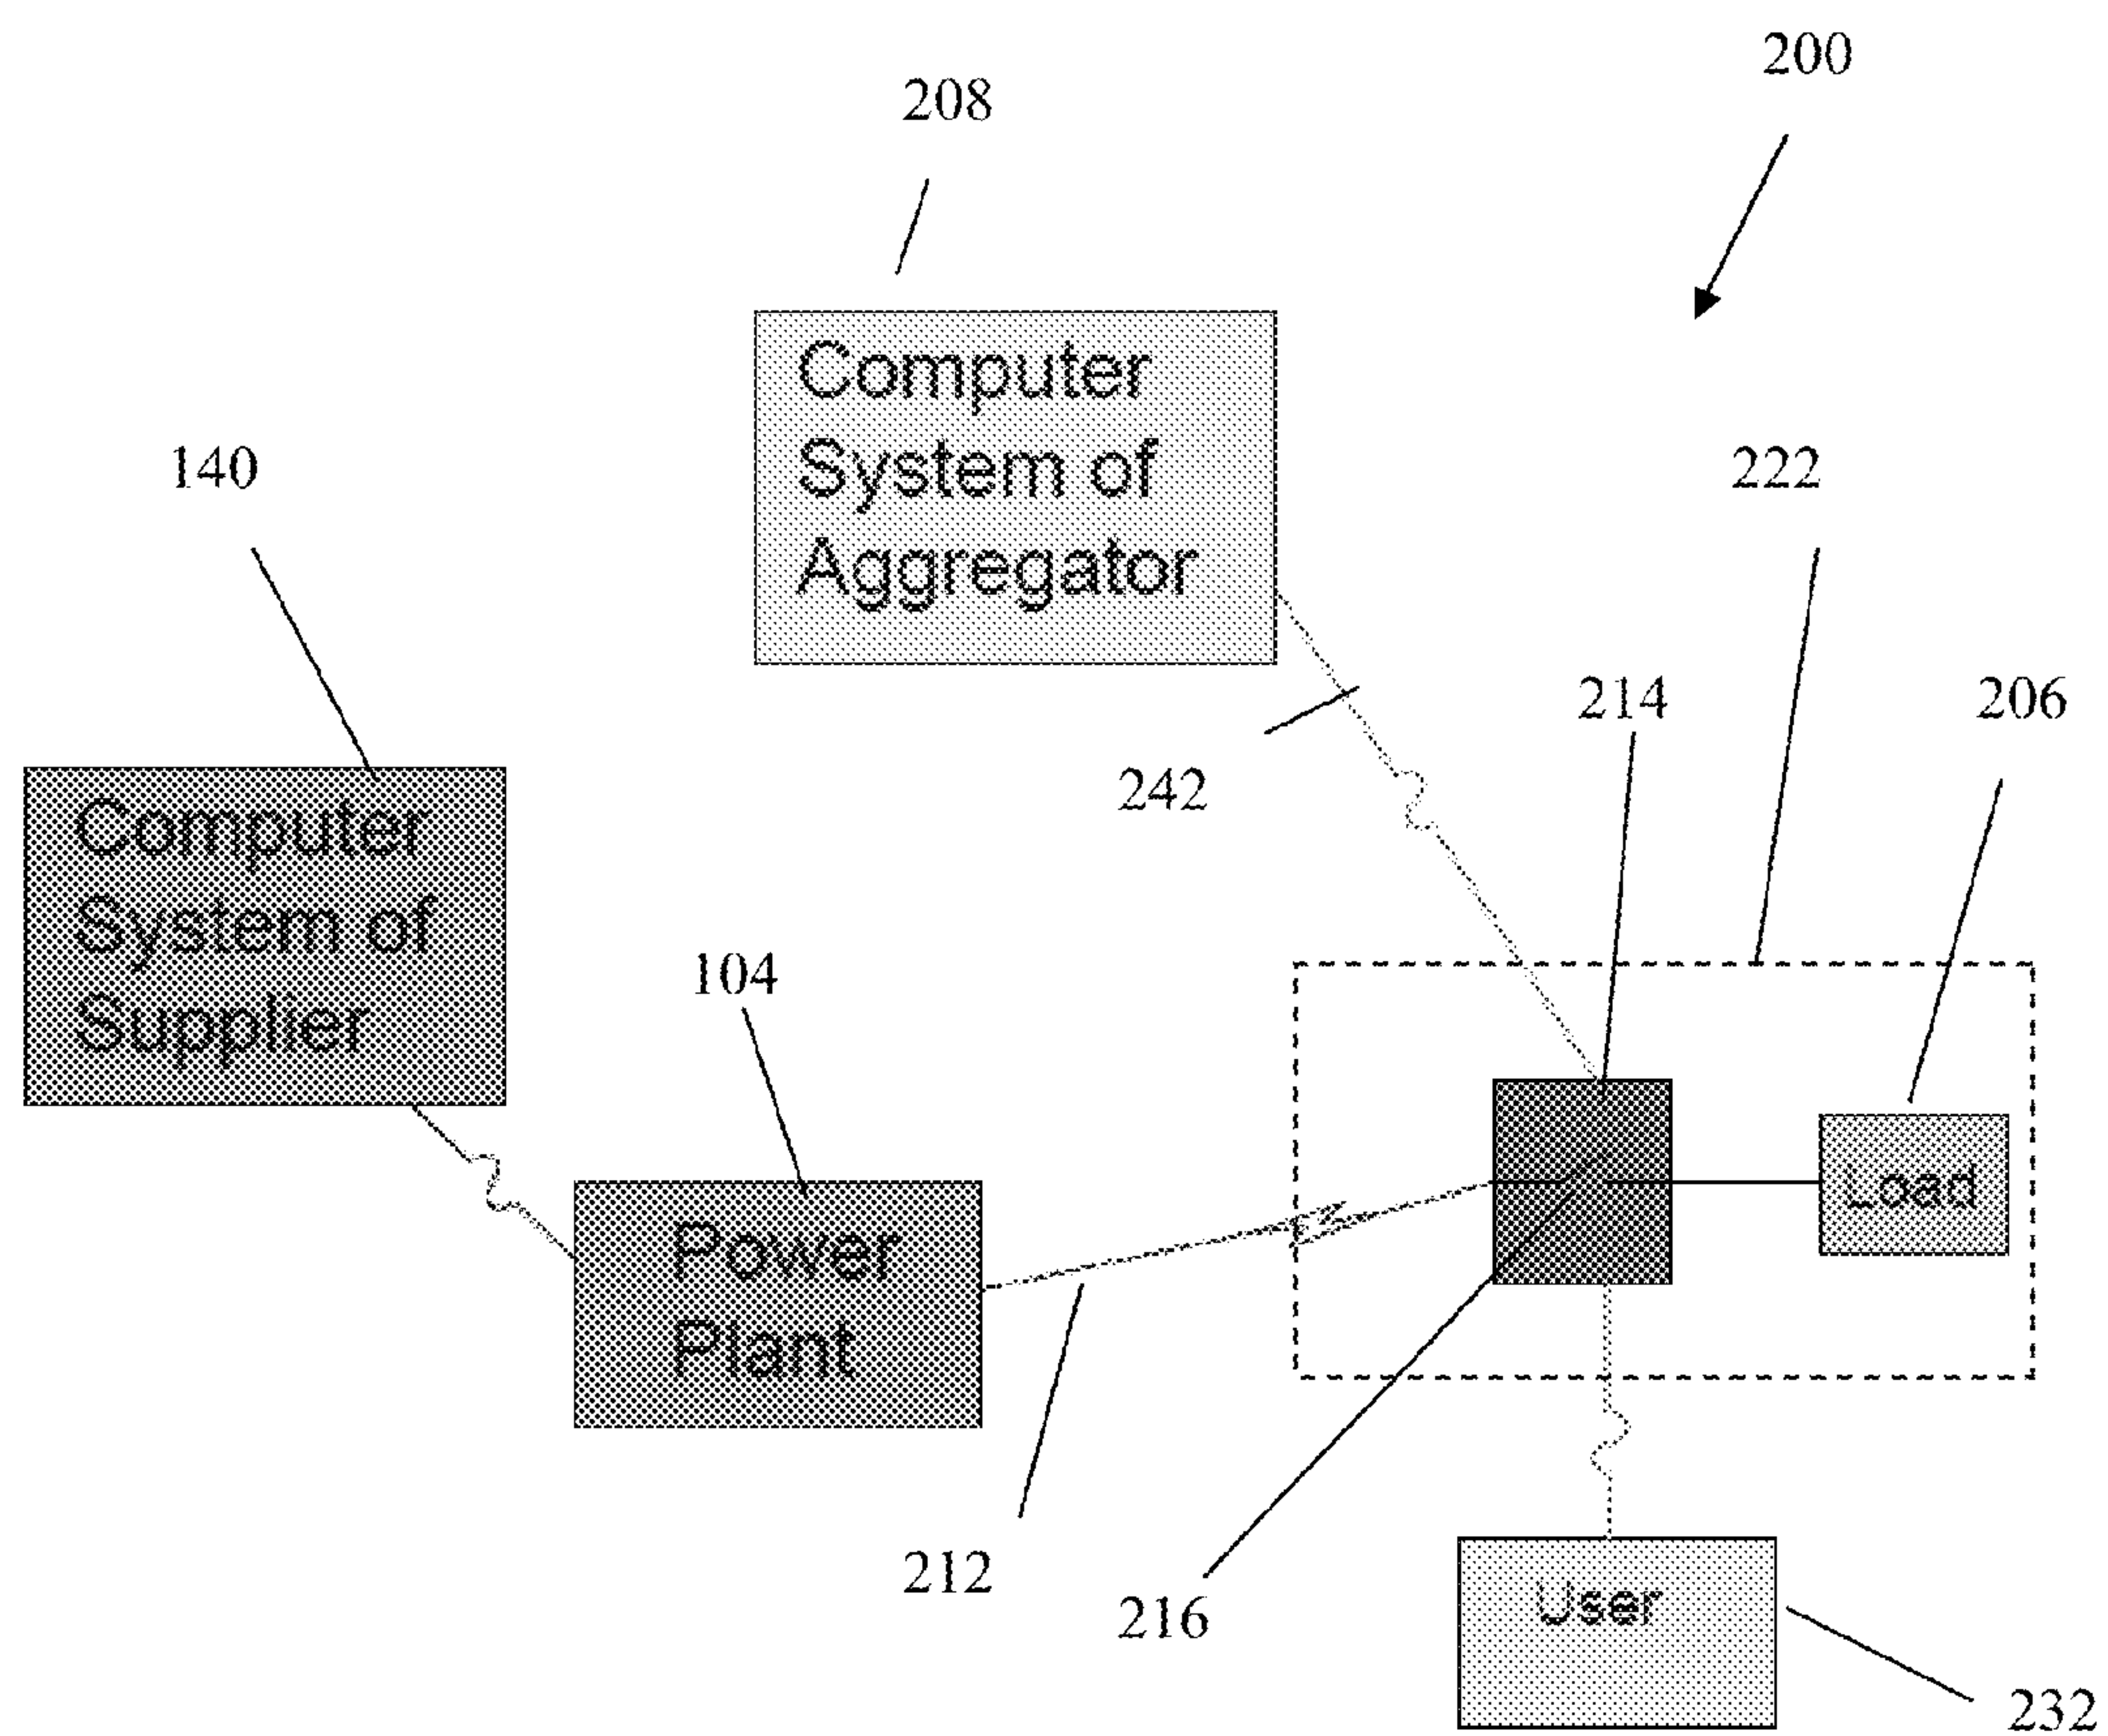 200
208
Computer
System of
Aggregator
140
222
214
206
242
Computer
System of
Supplier
104
Load
Power
Plant
212
216
User
232